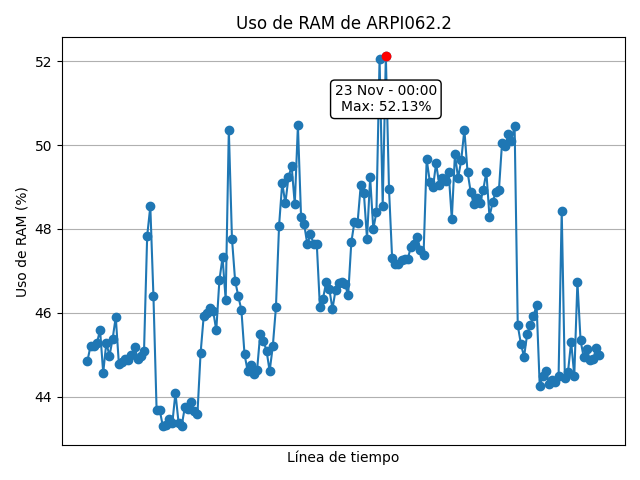 Uso de RAM de ARPI062.2
52
23 Nov - 00:00
Max: 52.13%
50
48
46
44
Uso de RAM (%)
Línea de tiempo